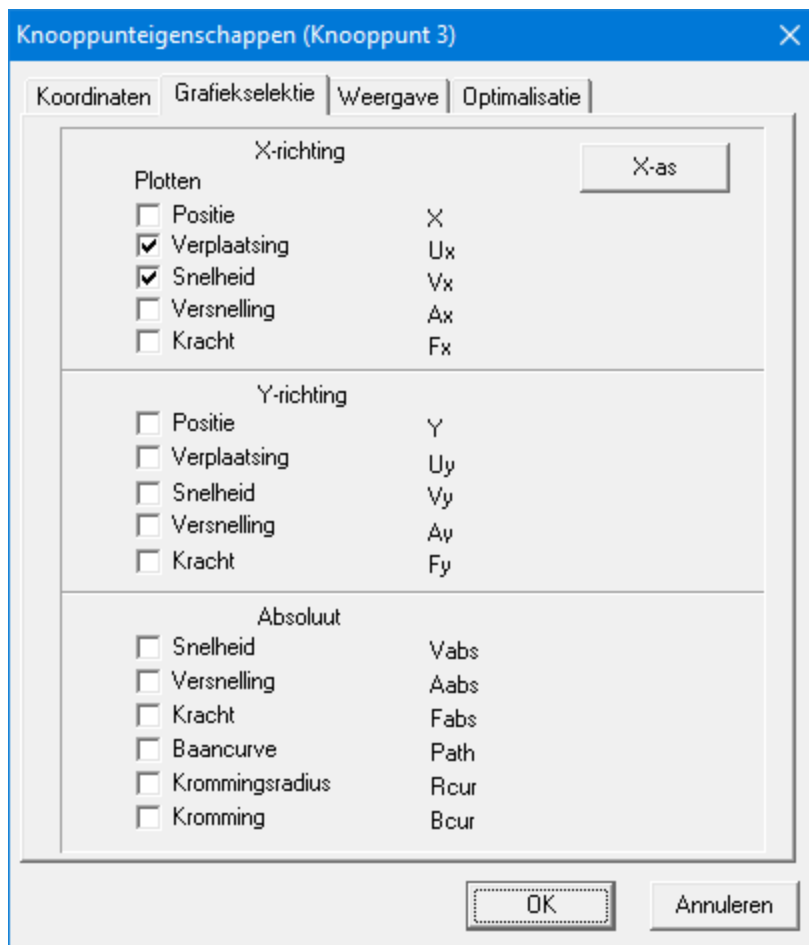 Knooppunteigenschappen (Knooppunt 3)
Koordinaten Grafiekselektie Weergave Optimalisatie
X-richting
X-as
Plotten
Positie X
Verplaatsing Ux
Snelheid Vx
Versnelling Ax
Kracht Fx
Y-richting
Positie Y
Verplaatsing Uy
Snelheid Vy
Versnelling Ay
Kracht Fy
Absoluut
Snelheid Vabs
Versnelling Aabs
Kracht Fabs
Baancurve Path
Krommingsradius Rcur
Kromming Bcur
OK Annuleren